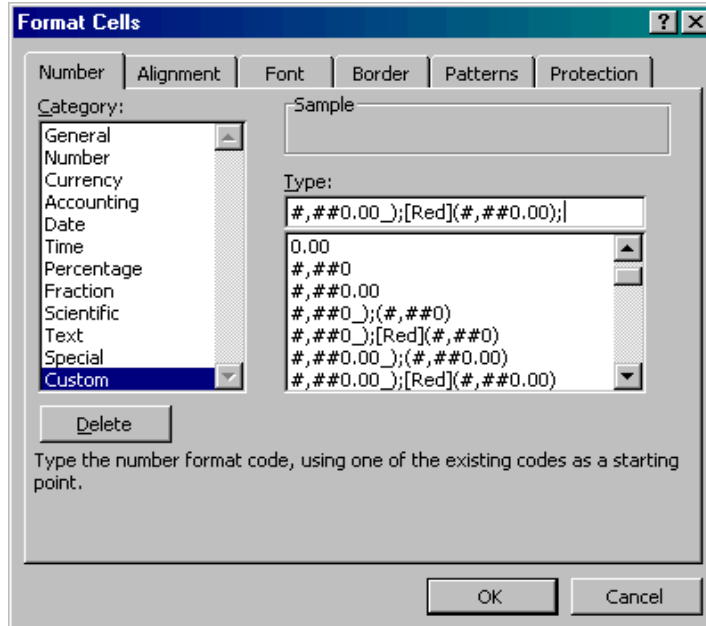 Format Cells
Number Alignment Font Border Patterns Protection
Category:
General
Number
Currency
Accounting
Date
Time
Percentage
Fraction
Scientific
Text
Special
Custom
Sample
Type:
#,##0.00_);[Red](#,##0.00);
0.00
#,##0
#,##0.00
#,##0_);(#,##0)
#,##0_);[Red](#,##0)
#,##0.00_);(#,##0.00)
#,##0.00_);[Red](#,##0.00)
Delete
Type the number format code, using one of the existing codes as a starting
point.
OK Cancel